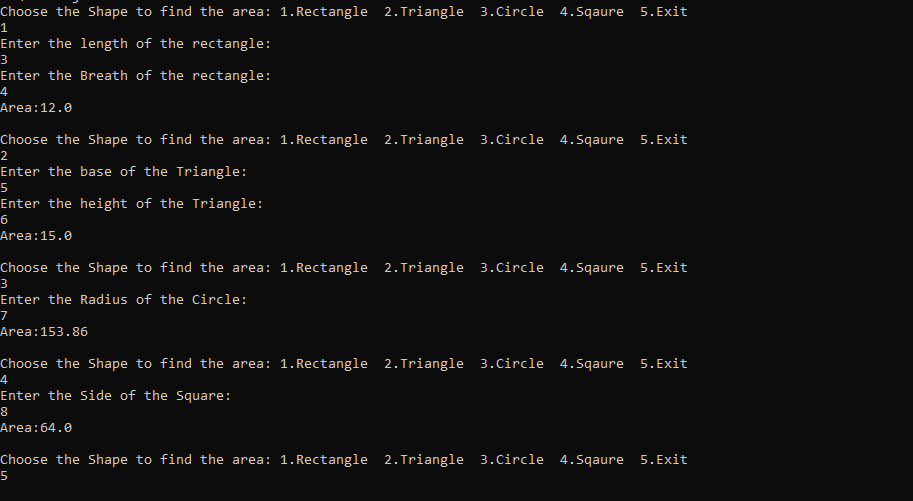 Choose the Shape to find the area: 1.Rectangle  2.Triangle  3.Circle  4.Sqaure  5.Exit
1
Enter the length of the rectangle:
3
Enter the Breath of the rectangle:
4
Area:12.0
Choose the Shape to find the area: 1.Rectangle  2.Triangle  3.Circle  4.Sqaure  5.Exit
2
Enter the base of the Triangle:
5
Enter the height of the Triangle:
6
Area:15.0
Choose the Shape to find the area: 1.Rectangle  2.Triangle  3.Circle  4.Sqaure  5.Exit
3
Enter the Radius of the Circle:
7
Area:153.86
Choose the Shape to find the area: 1.Rectangle  2.Triangle  3.Circle  4.Sqaure  5.Exit
4
Enter the Side of the Square:
8
Area:64.0
Choose the Shape to find the area: 1.Rectangle  2.Triangle  3.Circle  4.Sqaure  5.Exit
5